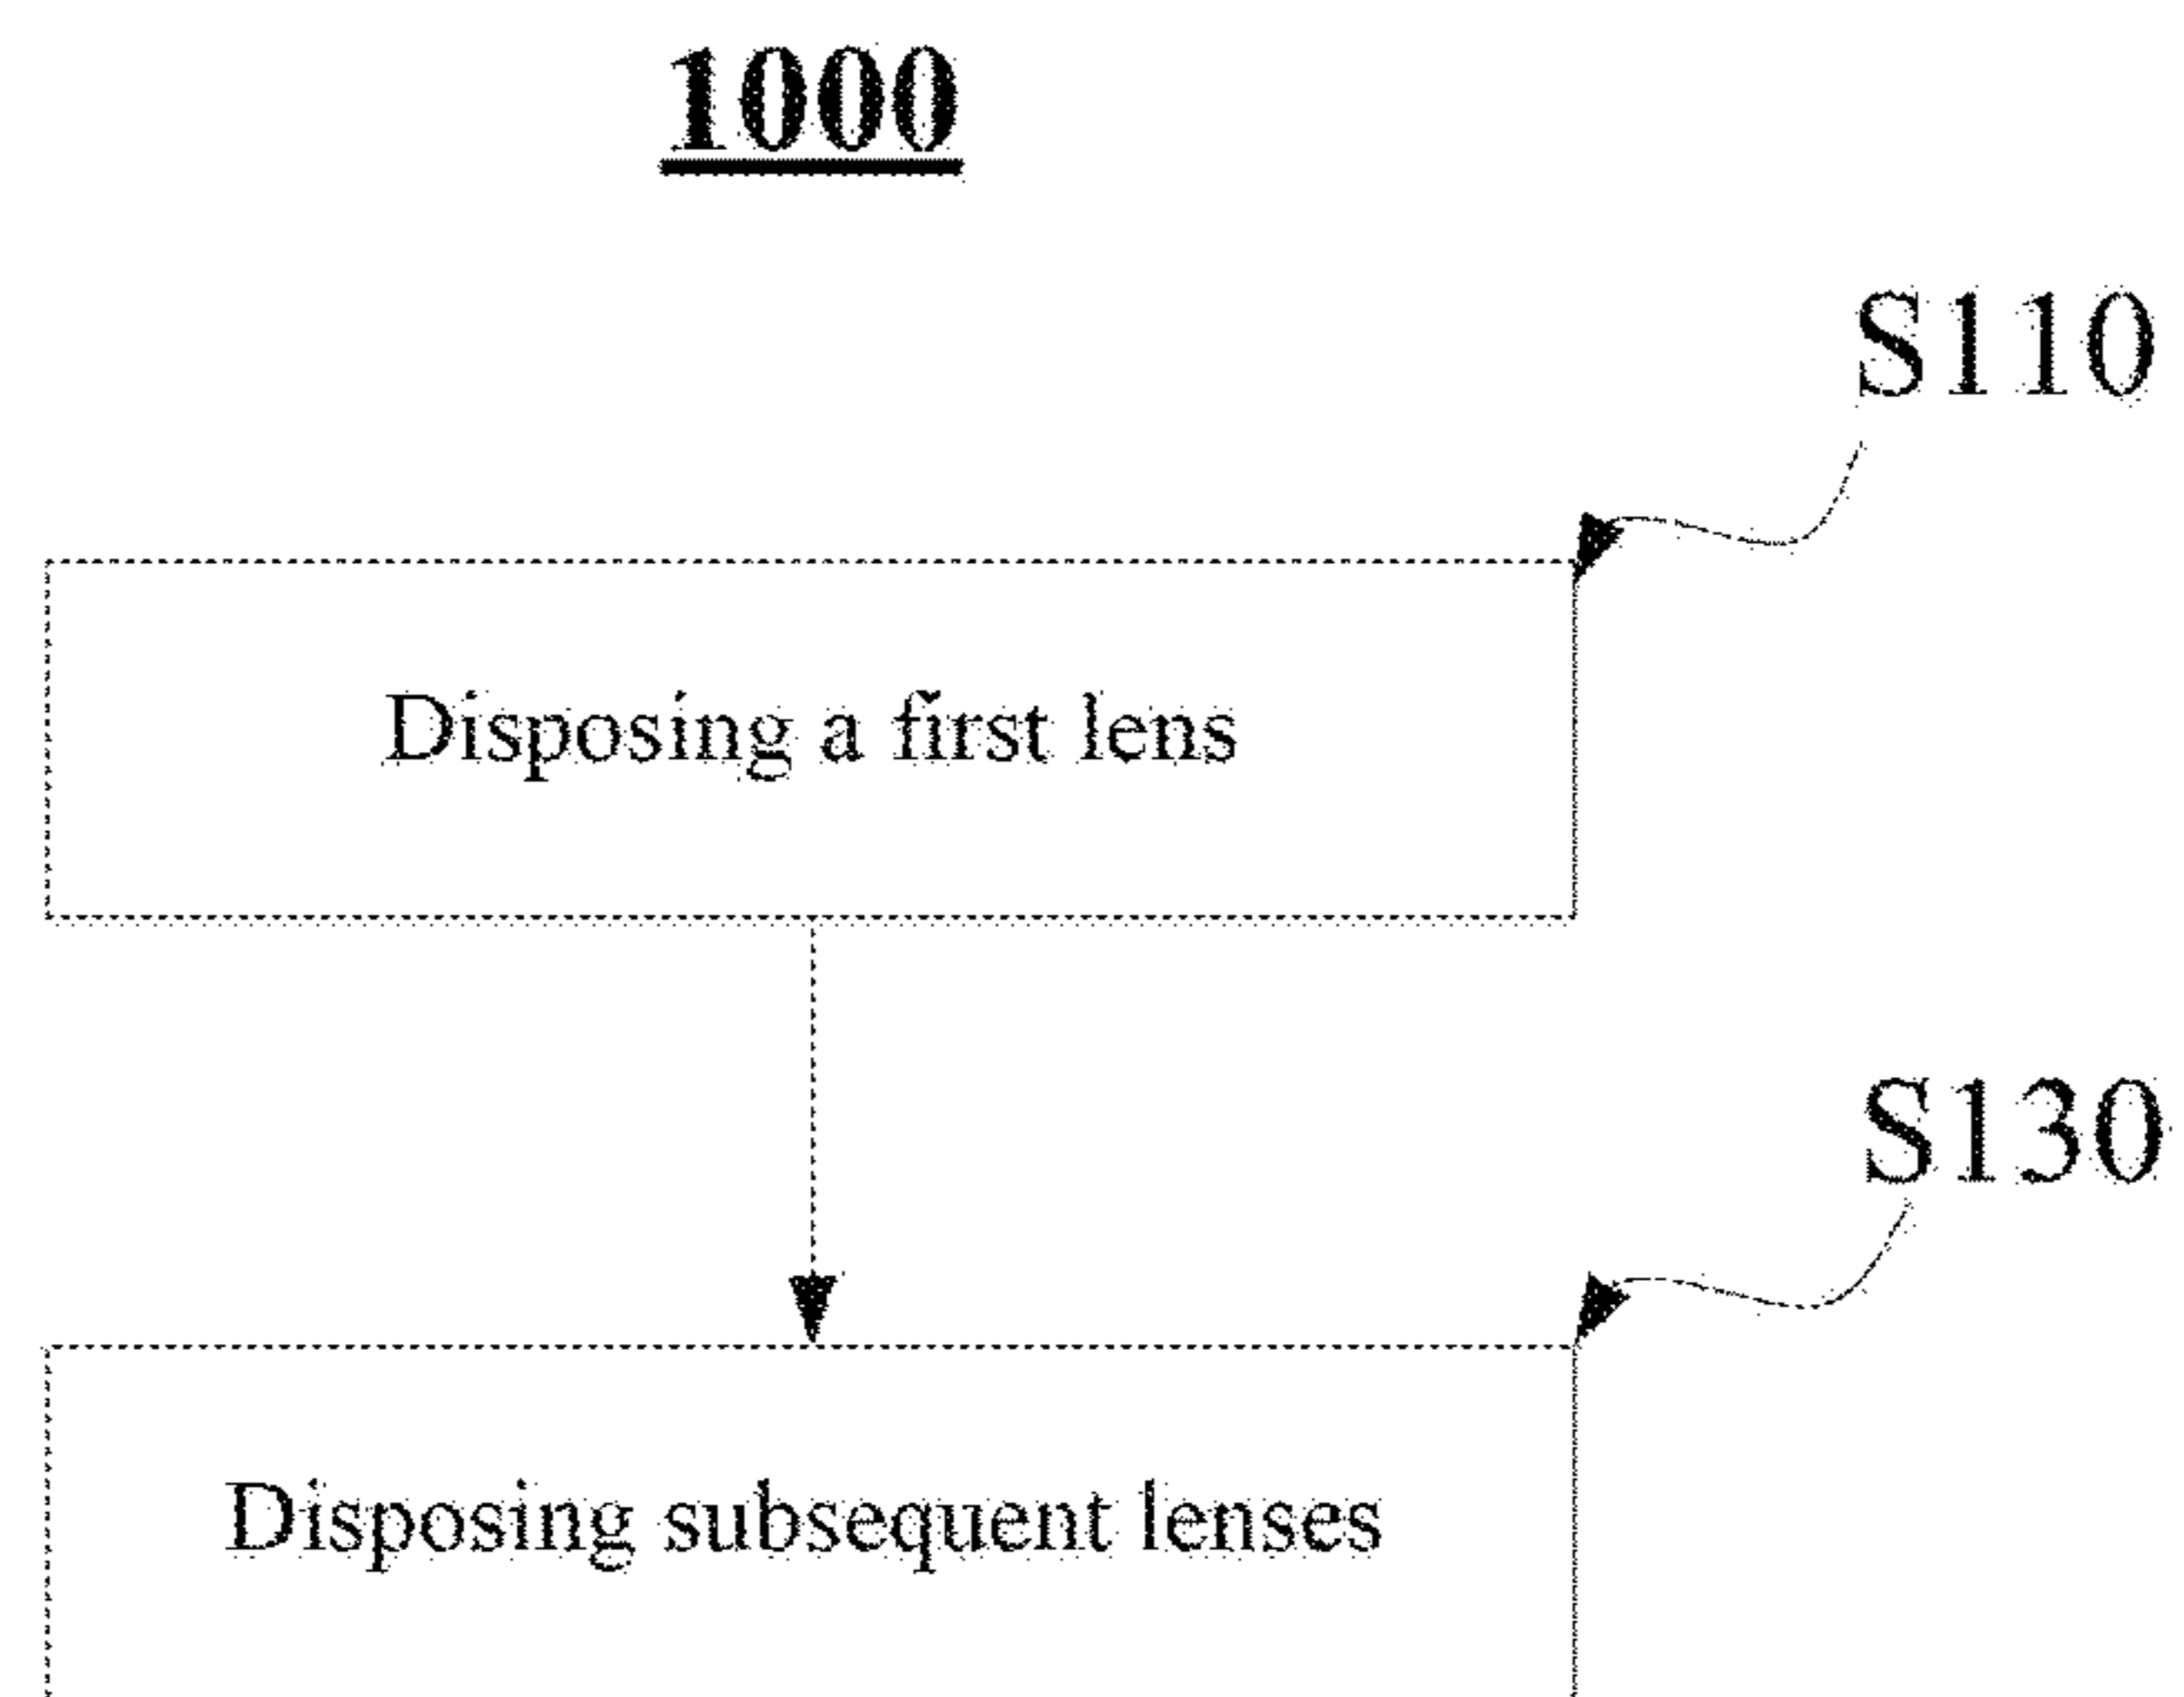 1000
S110
Disposing a first lens
S130
Disposing subsequent lenses